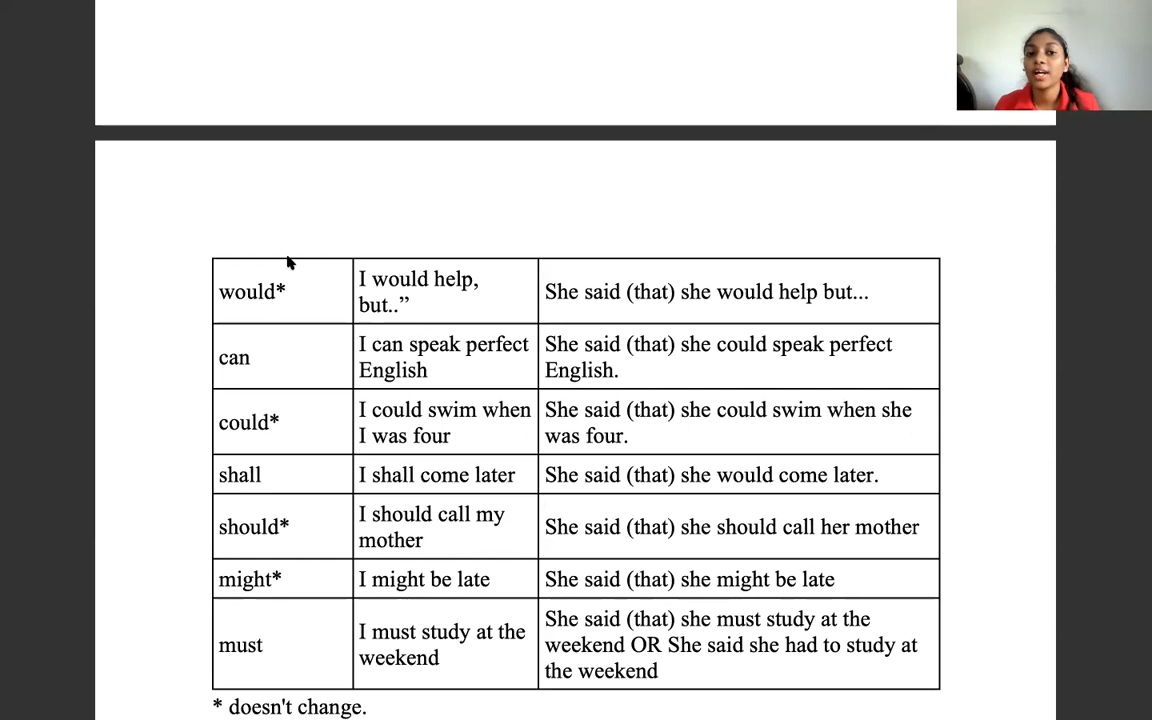 would*
I would help,
but..”
She said (that) she would help but...
can
I can speak perfect
English
She said (that) she could speak perfect
English.
could*
I could swim when
I was four
She said (that) she could swim when she
was four.
shall
I shall come later
She said (that) she would come later.
should*
I should call my
mother
She said (that) she should call her mother
might*
I might be late
She said (that) she might be late
must
I must study at the
weekend
She said (that) she must study at the
weekend OR She said she had to study at
the weekend
* doesn't change.